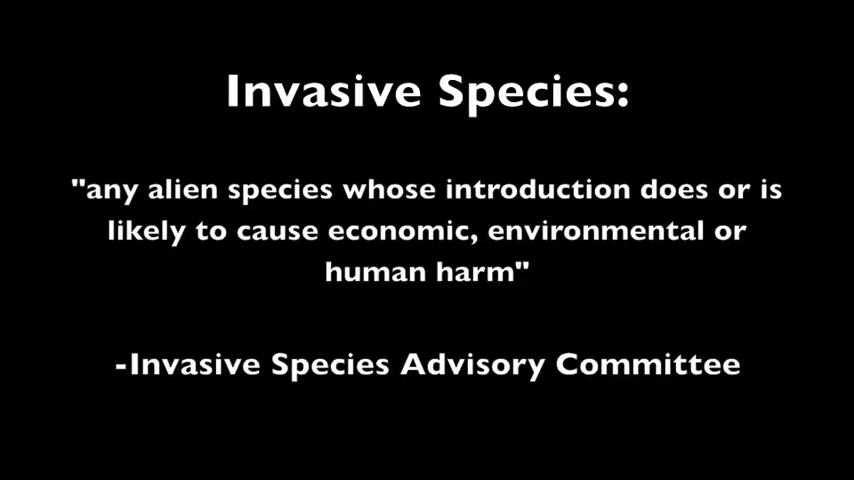 Invasive Species:
"any alien species whose introduction does or is
likely to cause economic, environmental or
human harm"
-Invasive Species Advisory Committee